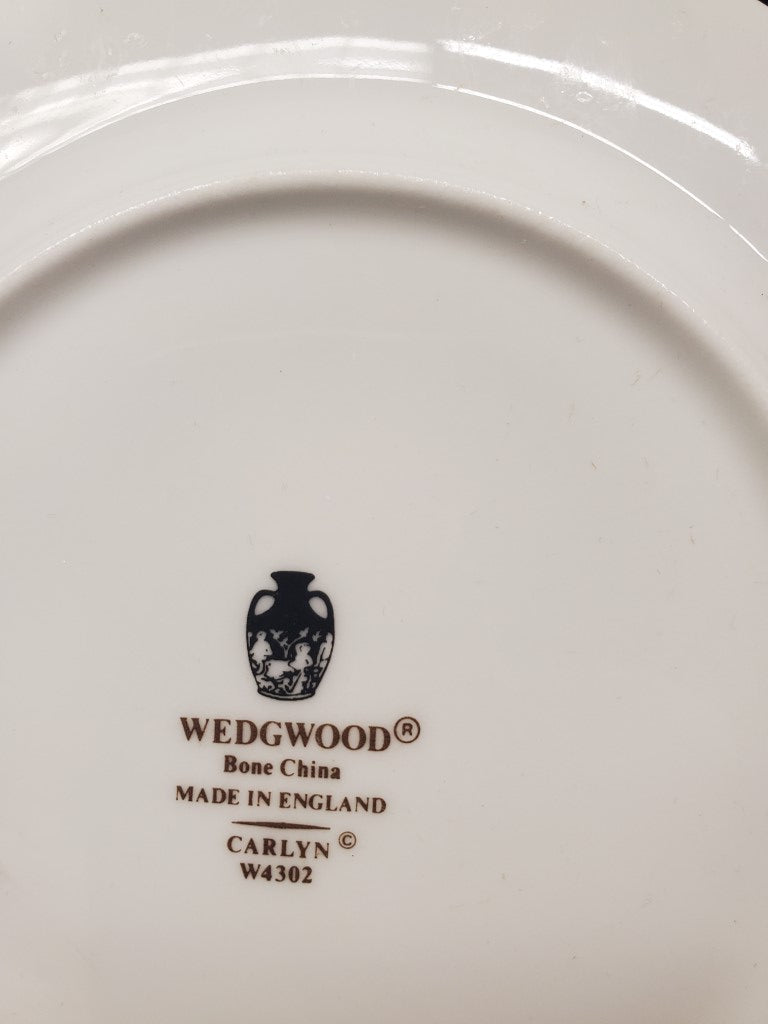 WEDGWOOD®
Bone China
MADE IN ENGLAND
CARLYN ©
W4302